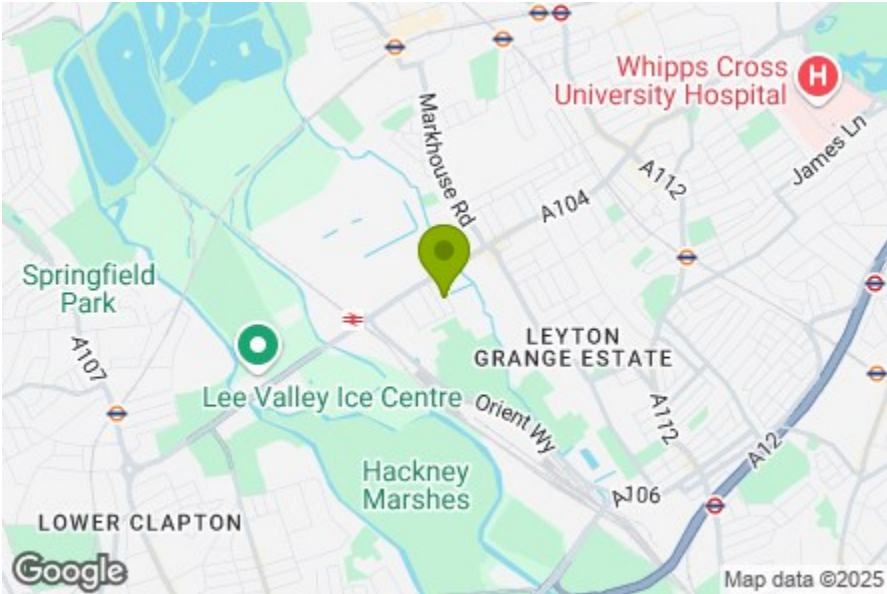 Whipps Cross
University Hospital
H
Markhouse Rd
James Ln
A112
A104
Springfield
Park
LEYTON
GRANGE ESTATE
A107
Lee Valley Ice Centre
Orient Wy
A112
A12
Hackney
Marshes
A106
LOWER CLAPTON
Google
Map data ©2025